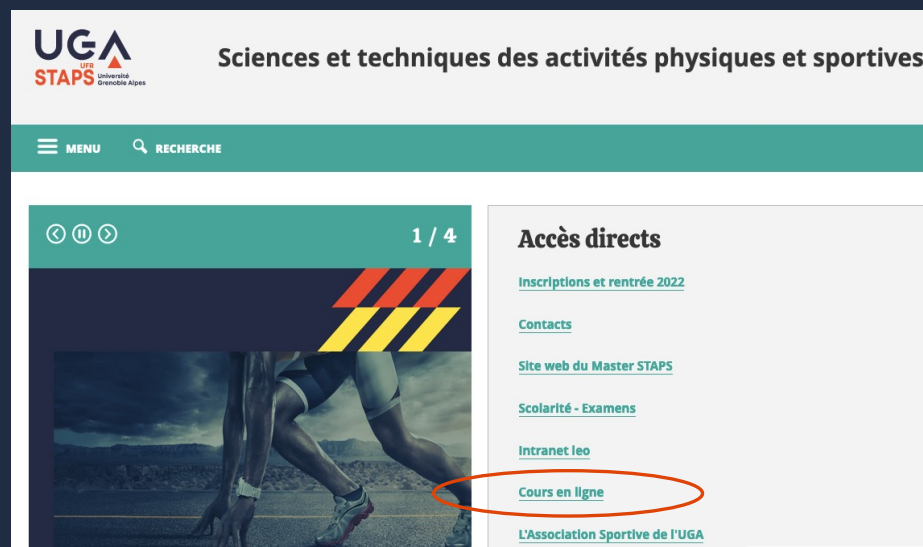 UGA
UFR
STAPS Université
Grenoble Alpes
Sciences et techniques des activités physiques et sportives
MENU RECHERCHE
1 / 4
Accès directs
Inscriptions et rentrée 2022
Contacts
Site web du Master STAPS
Scolarité - Examens
Intranet leo
Cours en ligne
L'Association Sportive de l'UGA